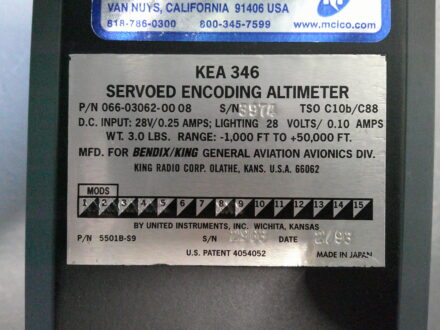 VAN NUYS, CALIFORNIA 91406 USA
818-786-0300 800-345-7599
www.mcico.com
KEA 346
SERVOED ENCODING ALTIMETER
P/N 066-03062-00 08 S/N 5974 TSO C10b/C88
D.C. INPUT: 28V/0.25 AMPS; LIGHTING 28 VOLTS/ 0.10 AMPS
WT. 3.0 LBS. RANGE: -1,000 FT TO +50,000 FT.
MFD. FOR BENDIX/KING GENERAL AVIATION AVIONICS DIV.
KING RADIO CORP. OLATHE, KANS. U.S.A. 66062
MODS
1 2 3 4 5 6 7 8 9 10 11 12 13 14 15
BY UNITED INSTRUMENTS, INC. WICHITA, KANSAS
P/N 5501B-S9 S/N DATE 2/93
U.S. PATENT 4054052 MADE IN JAPAN